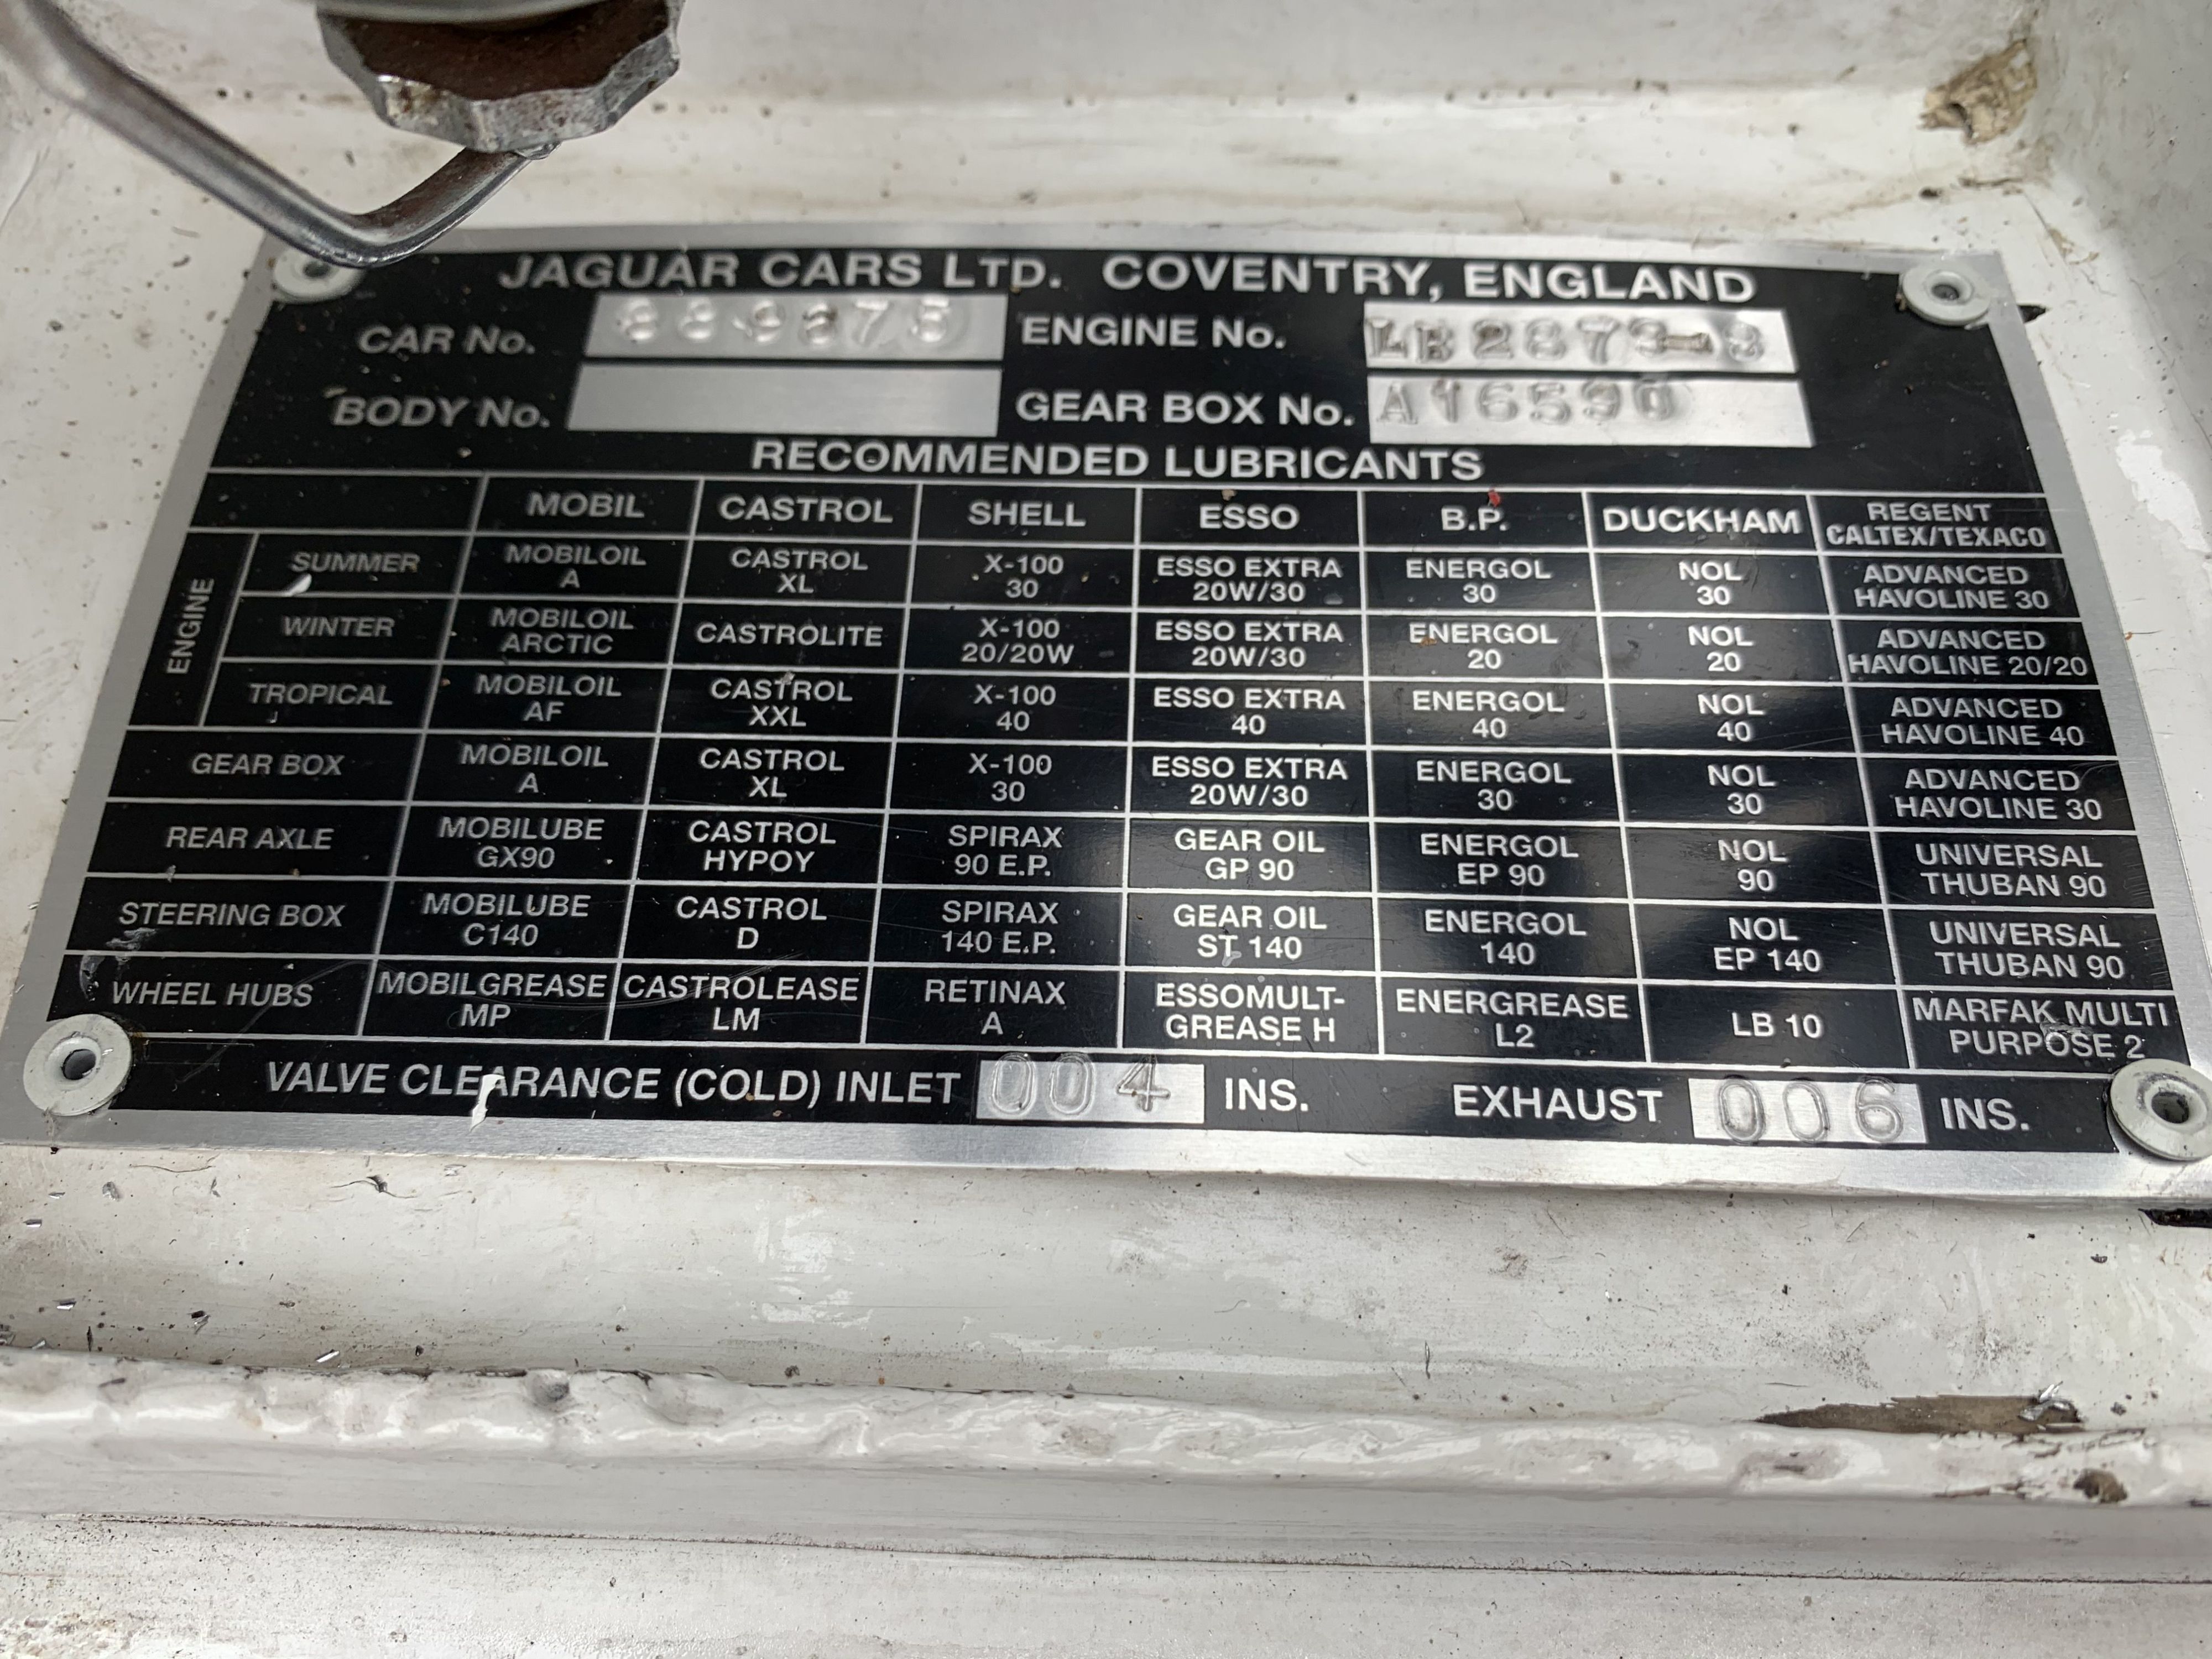 JAGUAR CARS LTD. COVENTRY, ENGLAND
CAR No. ENGINE No. LB2873-8
BODY No. GEAR BOX No. A16590
RECOMMENDED LUBRICANTS
MOBIL CASTROL SHELL ESSO B.P. DUCKHAM REGENT CALTEX/TEXACO
ENGINE
SUMMER MOBILOIL A CASTROL XL X-100 30 ESSO EXTRA 20W/30 ENERGOL 30 NOL 30 ADVANCED HAVOLINE 30
WINTER MOBILOIL ARCTIC CASTROLITE X-100 20/20W ESSO EXTRA 20W/30 ENERGOL 20 NOL 20 ADVANCED HAVOLINE 20/20
TROPICAL MOBILOIL AF CASTROL XXL X-100 40 ESSO EXTRA 40 ENERGOL 40 NOL 40 ADVANCED HAVOLINE 40
GEAR BOX MOBILOIL A CASTROL XL X-100 30 ESSO EXTRA 20W/30 ENERGOL 30 NOL 30 ADVANCED HAVOLINE 30
REAR AXLE MOBILUBE GX90 CASTROL HYPOY SPIRAX 90 E.P. GEAR OIL GP 90 ENERGOL EP 90 NOL 90 UNIVERSAL THUBAN 90
STEERING BOX MOBILUBE C140 CASTROL D SPIRAX 140 E.P. GEAR OIL ST 140 ENERGOL 140 NOL EP 140 UNIVERSAL THUBAN 90
WHEEL HUBS MOBILGREASE MP CASTROLEASE LM RETINAX A ESSOMULT-GREASE H ENERGREASE L2 LB 10 MARFAK MULTI PURPOSE 2
VALVE CLEARANCE (COLD) INLET 004 INS. EXHAUST 006 INS.